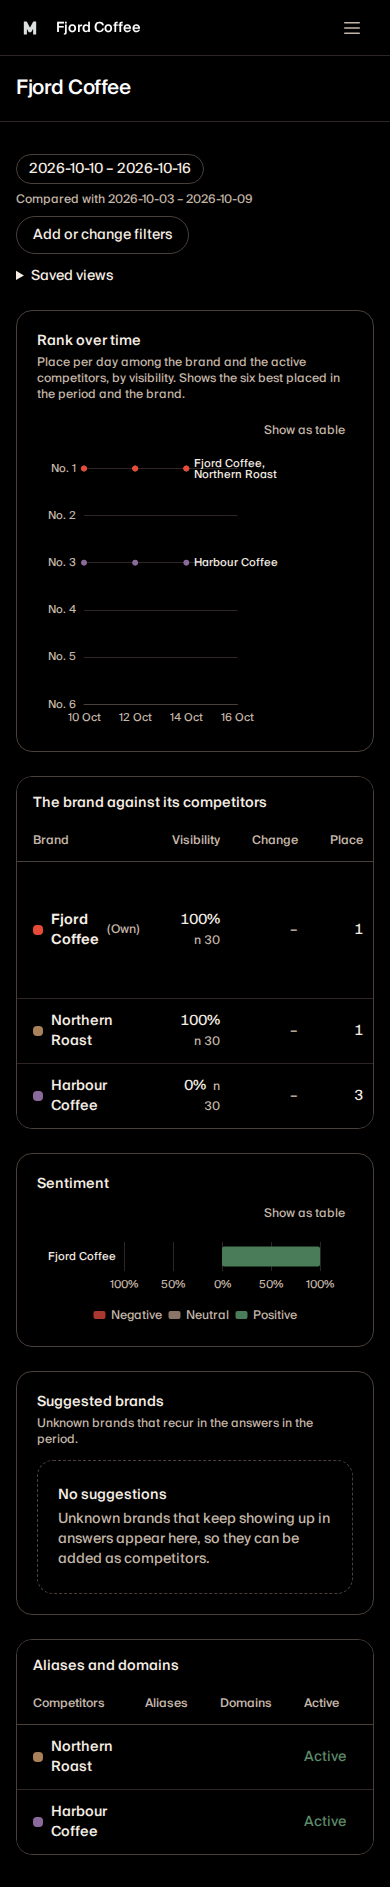 M Fjord Coffee
Fjord Coffee
2026-10-10 – 2026-10-16
Compared with 2026-10-03 – 2026-10-09
Add or change filters
Saved views
Rank over time
Place per day among the brand and the active
competitors, by visibility. Shows the six best placed in
the period and the brand.
Show as table
No. 1
Fjord Coffee,
Northern Roast
No. 2
No. 3
Harbour Coffee
No. 4
No. 5
No. 6
10 Oct 12 Oct 14 Oct 16 Oct
The brand against its competitors
Brand Visibility Change Place
Fjord
Coffee
(Own)
100%
n 30
–
1
Northern
Roast
100%
n 30
–
1
Harbour
Coffee
0% n
30
–
3
Sentiment
Show as table
Fjord Coffee
100% 50% 0% 50% 100%
Negative Neutral Positive
Suggested brands
Unknown brands that recur in the answers in the
period.
No suggestions
Unknown brands that keep showing up in
answers appear here, so they can be
added as competitors.
Aliases and domains
Competitors Aliases Domains Active
Northern
Roast
Active
Harbour
Coffee
Active